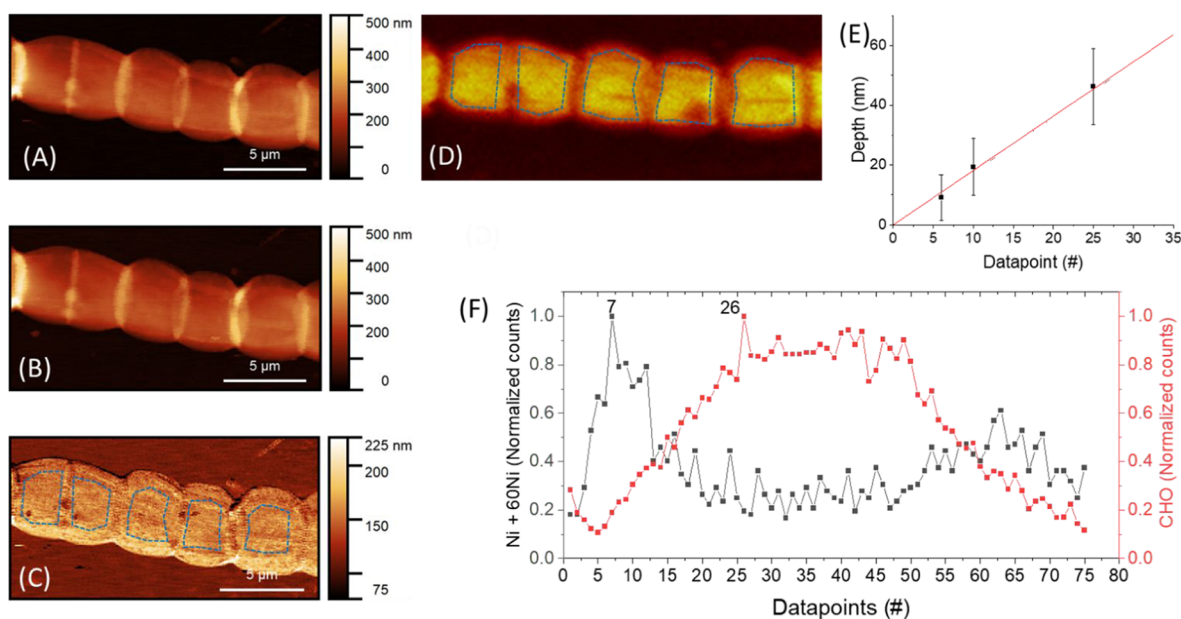 (A)
5 µm
500 nm
400
300
200
100
0
(B)
5 µm
500 nm
400
300
200
100
0
(C)
5 µm
225 nm
200
150
75
(D)
(E)
Depth (nm)
60
40
20
0
0 5 10 15 20 25 30 35
Datapoint (#)
(F)
Ni + 60Ni (Normalized counts)
1.0
0.8
0.6
0.4
0.2
0.0
7
26
1.0
0.8
0.6
0.4
0.2
0.0
CHO (Normalized counts)
0 5 10 15 20 25 30 35 40 45 50 55 60 65 70 75 80
Datapoints (#)